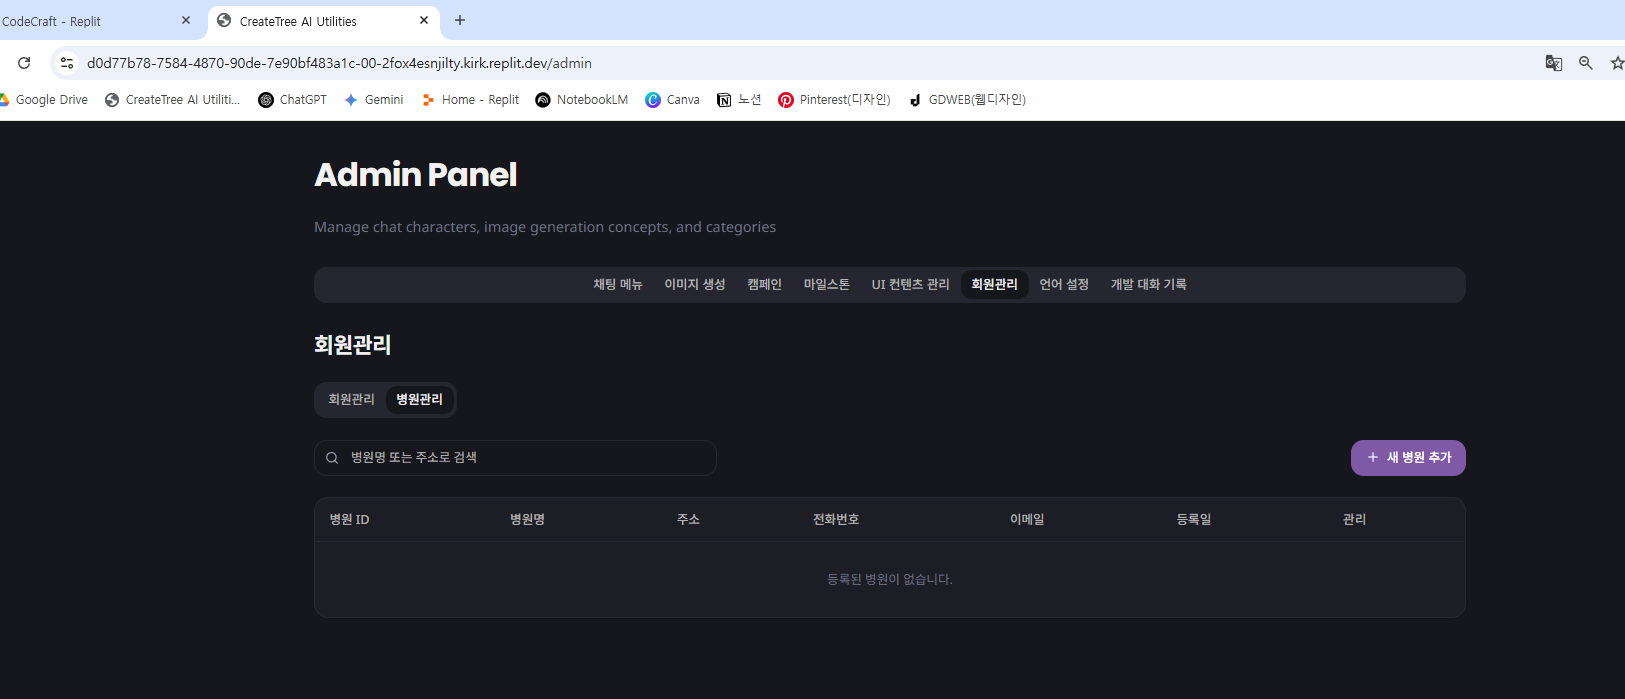 CodeCraft - Replit
CreateTree AI Utilities
d0d77b78-7584-4870-90de-7e90bf483a1c-00-2fox4esnjilty.kirk.replit.dev/admin
Google Drive
CreateTree AI Utiliti...
ChatGPT
Gemini
Home - Replit
NotebookLM
Canva
노션
Pinterest(디자인)
GDWEB(웹디자인)
Admin Panel
Manage chat characters, image generation concepts, and categories
채팅 메뉴
이미지 생성
캠페인
마일스톤
UI 컨텐츠 관리
회원관리
언어 설정
개발 대화 기록
회원관리
회원관리
병원관리
병원명 또는 주소로 검색
+ 새 병원 추가
병원 ID
병원명
주소
전화번호
이메일
등록일
관리
등록된 병원이 없습니다.